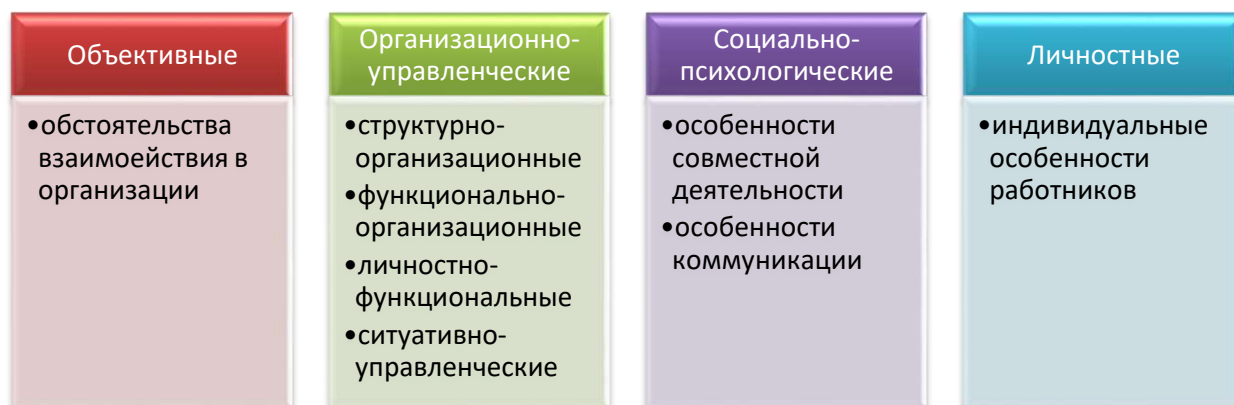 Объективные
•обстоятельства
взаимоействия в
организации
Организационно-
управленческие
•структурно-
организационные
•функционально-
организационные
•личностно-
функциональные
•ситуативно-
управленческие
Социально-
психологические
•особенности
совместной
деятельности
•особенности
коммуникации
Личностные
•индивидуальные
особенности
работников